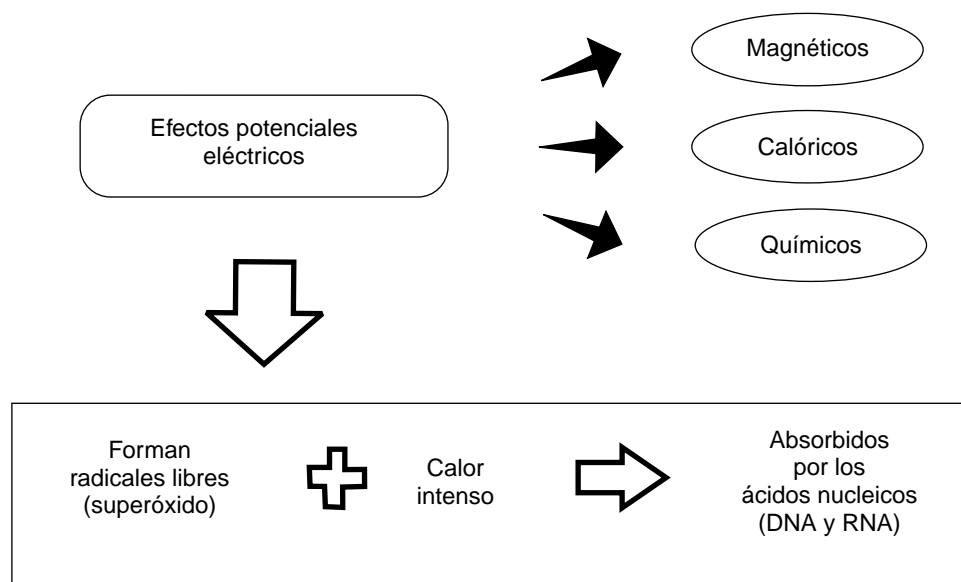 Magnéticos
Efectos potenciales
eléctricos
Calóricos
Químicos
Forman
radicales libres
(superóxido)
Calor
intenso
Absorbidos
por los
ácidos nucleicos
(DNA y RNA)